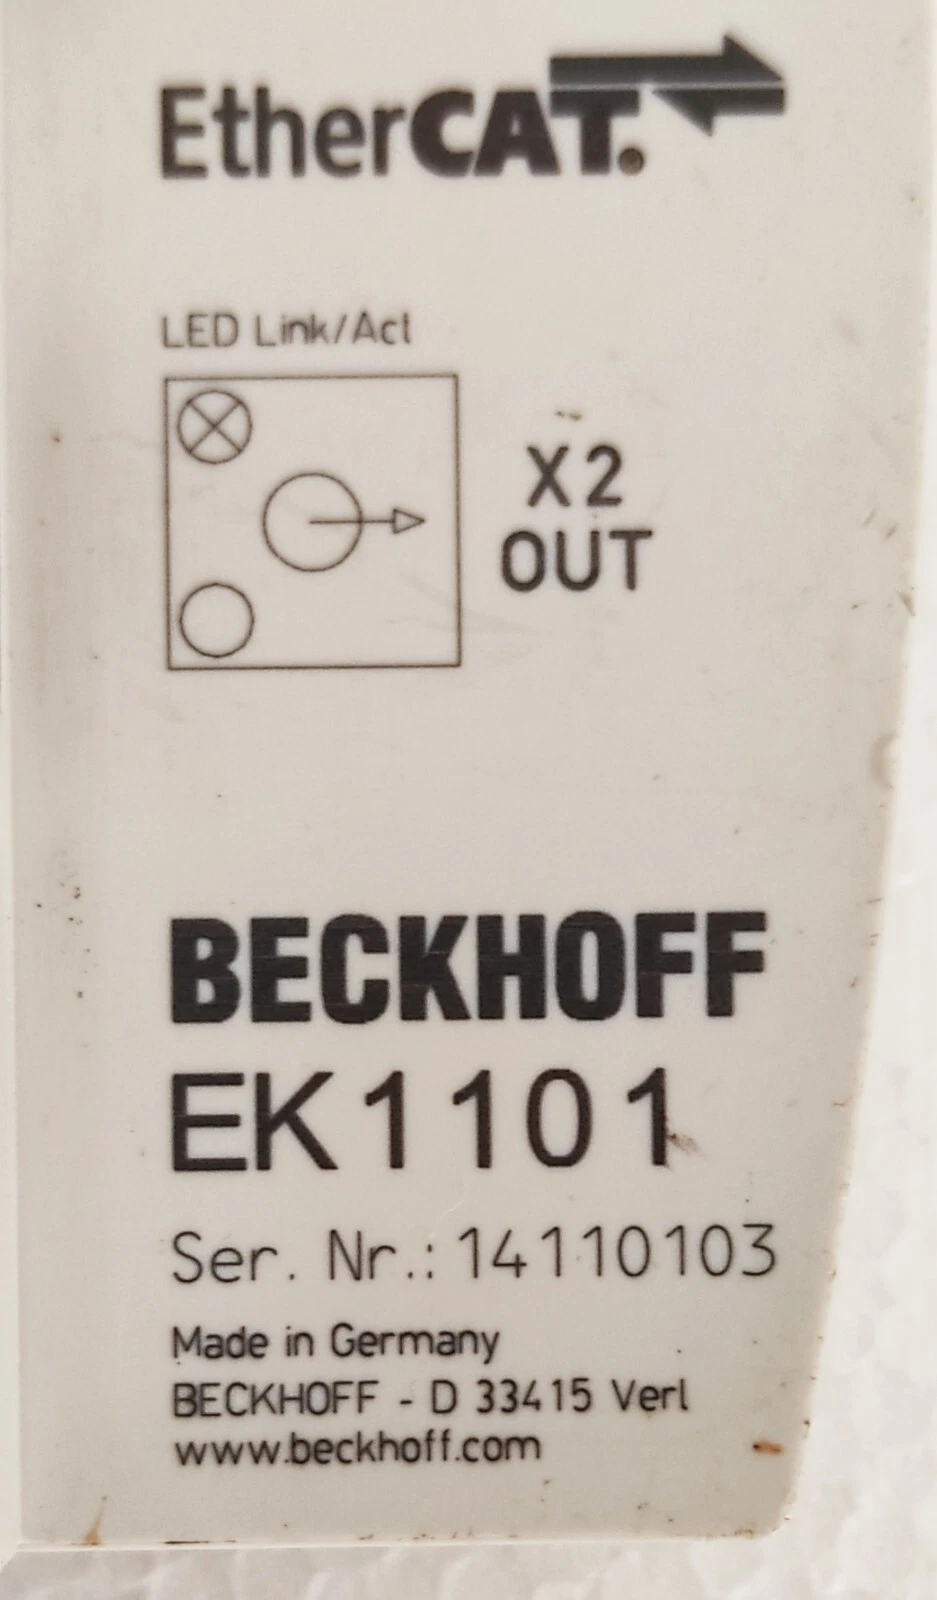 EtherCAT.
LED Link/Act
X2
OUT
BECKHOFF
EK1101
Ser. Nr.: 14110103
Made in Germany
BECKHOFF - D 33415 Verl
www.beckhoff.com